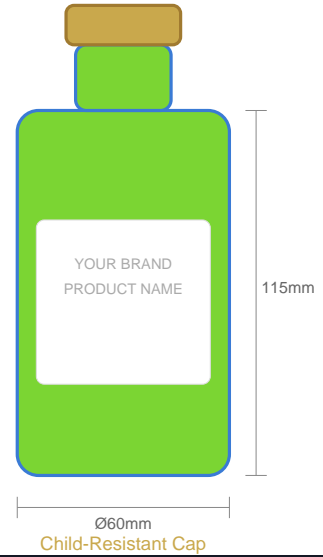 YOUR BRAND
PRODUCT NAME
115mm
Ø60mm
Child-Resistant Cap